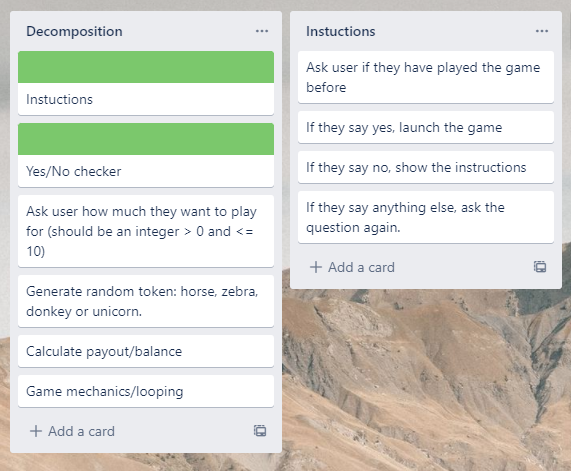 Decomposition
Instuctions
Yes/No checker
Ask user how much they want to play
for (should be an integer > 0 and <=
10)
Generate random token: horse, zebra,
donkey or unicorn.
Calculate payout/balance
Game mechanics/looping
+ Add a card
Instuctions
Ask user if they have played the game
before
If they say yes, launch the game
If they say no, show the instructions
If they say anything else, ask the
question again.
+ Add a card